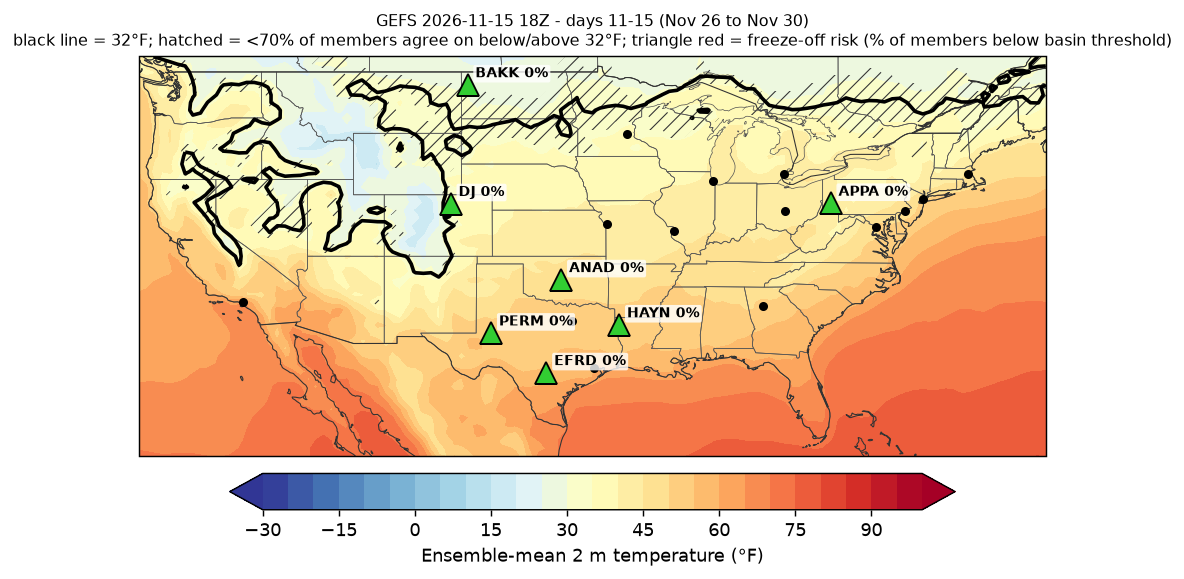 GEFS 2026-11-15 18Z - days 11-15 (Nov 26 to Nov 30)
black line = 32°F; hatched = <70% of members agree on below/above 32°F; triangle red = freeze-off risk (% of members below basin threshold)
BAKK 0%
DJ 0%
APPA 0%
ANAD 0%
HAYN 0%
PERM 0%
EFRD 0%
−30 −15 0 15 30 45 60 75 90
Ensemble-mean 2 m temperature (°F)